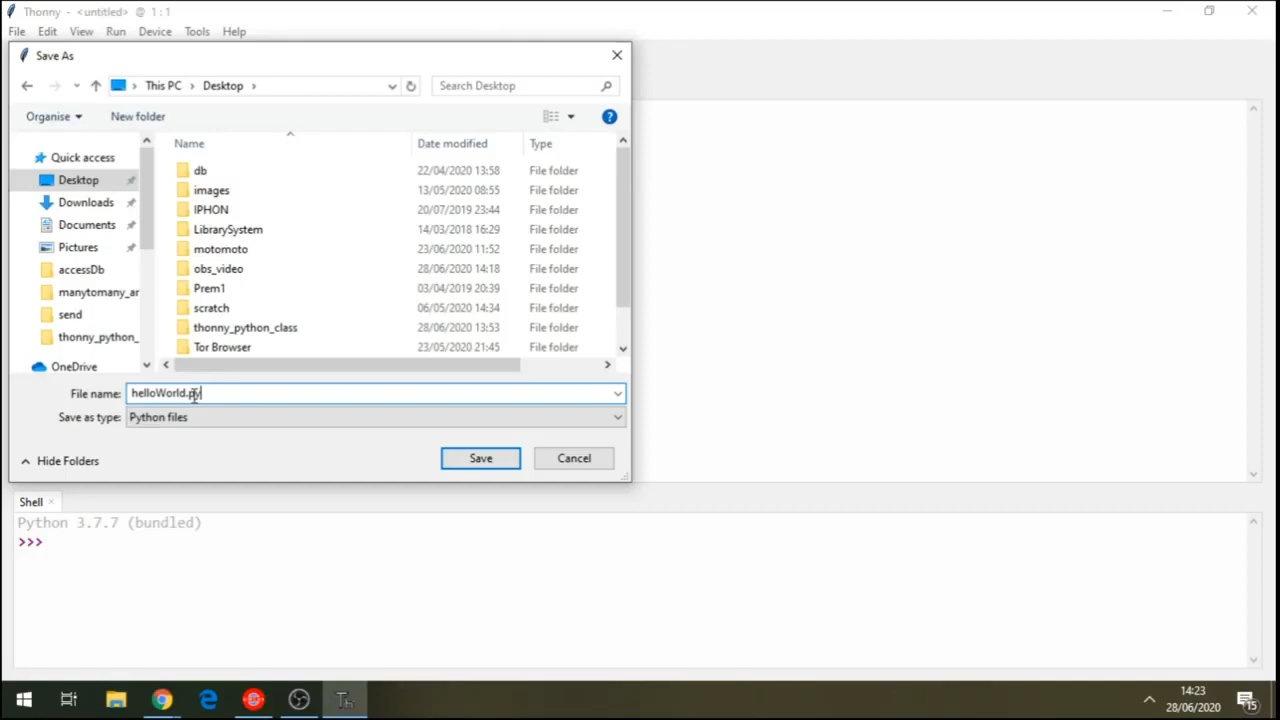 Thonny - <untitled> @ 1 : 1
File Edit View Run Device Tools Help
Save As
This PC > Desktop >
Search Desktop
Organise
New folder
Name Date modified Type
Quick access
Desktop
Downloads
Documents
Pictures
accessDb
manytomany_ar
send
thonny_python_
OneDrive
db 22/04/2020 13:58 File folder
images 13/05/2020 08:55 File folder
IPHON 20/07/2019 23:44 File folder
LibrarySystem 14/03/2018 16:29 File folder
motomoto 23/06/2020 11:52 File folder
obs_video 28/06/2020 14:18 File folder
Prem1 03/04/2019 20:39 File folder
scratch 06/05/2020 14:34 File folder
thonny_python_class 28/06/2020 13:53 File folder
Tor Browser 23/05/2020 21:45 File folder
File name: helloWorld.py
Save as type: Python files
Hide Folders
Save
Cancel
Shell
Python 3.7.7 (bundled)
>>>
Th
14:23
28/06/2020
15